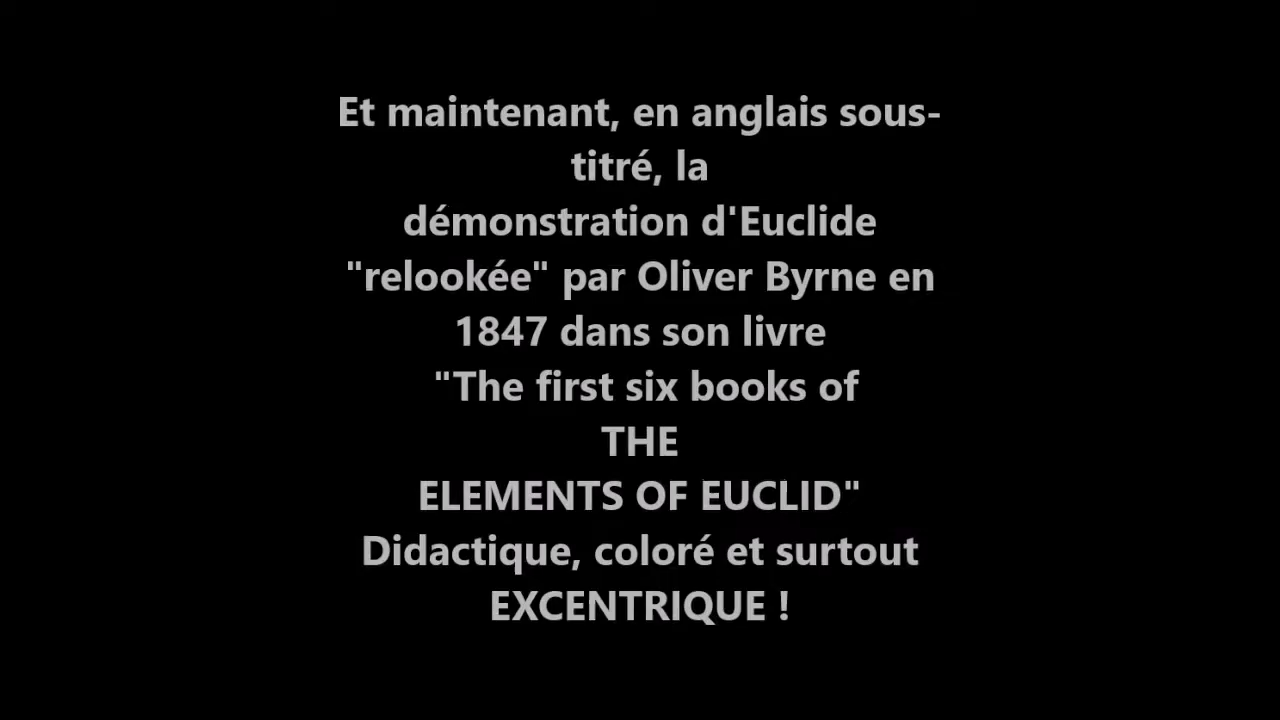 Et maintenant, en anglais sous-
titré, la
démonstration d'Euclide
"relookée" par Oliver Byrne en
1847 dans son livre
"The first six books of
THE
ELEMENTS OF EUCLID"
Didactique, coloré et surtout
EXCENTRIQUE !